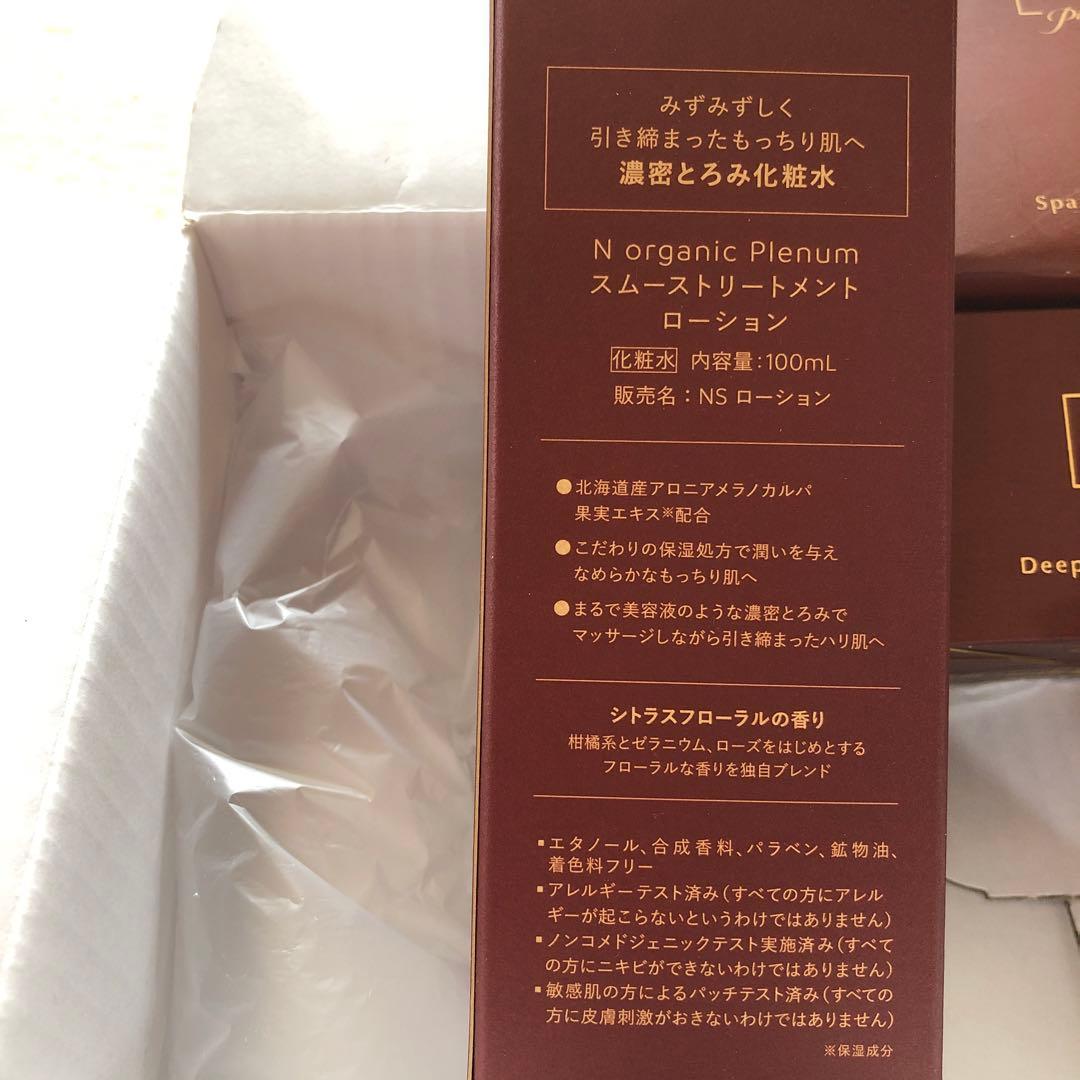 みずみずしく
引き締まったもっちり肌へ
濃密とろみ化粧水
N organic Plenum
スムーストリートメント
ローション
化粧水 内容量:100mL
販売名:NS ローション
●北海道産アロニアメラノカルパ
果実エキス※配合
●こだわりの保湿処方で潤いを与え
なめらかなもっちり肌へ
●まるで美容液のような濃密とろみで
マッサージしながら引き締まったハリ肌へ
シトラスフローラルの香り
柑橘系とゼラニウム、ローズをはじめとする
フローラルな香りを独自ブレンド
▪エタノール、合成香料、パラベン、鉱物油、
着色料フリー
▪アレルギーテスト済み(すべての方にアレル
ギーが起こらないというわけではありません)
▪ノンコメドジェニックテスト実施済み(すべて
の方にニキビができないわけではありません)
▪敏感肌の方によるパッチテスト済み(すべての
方に皮膚刺激がおきないわけではありません)
※保湿成分
Spa
Deep